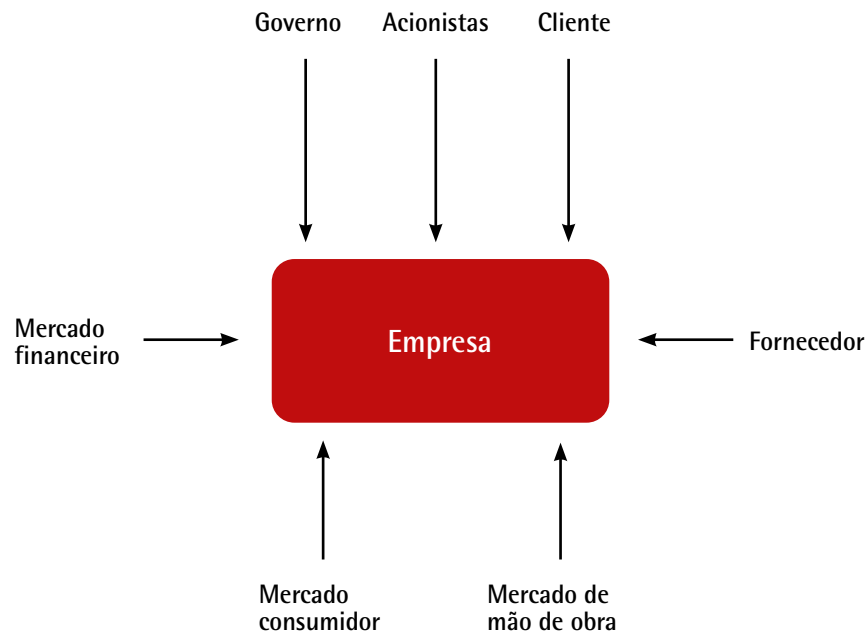 Governo
Acionistas
Cliente
Mercado
financeiro
Empresa
Fornecedor
Mercado
consumidor
Mercado de
mão de obra